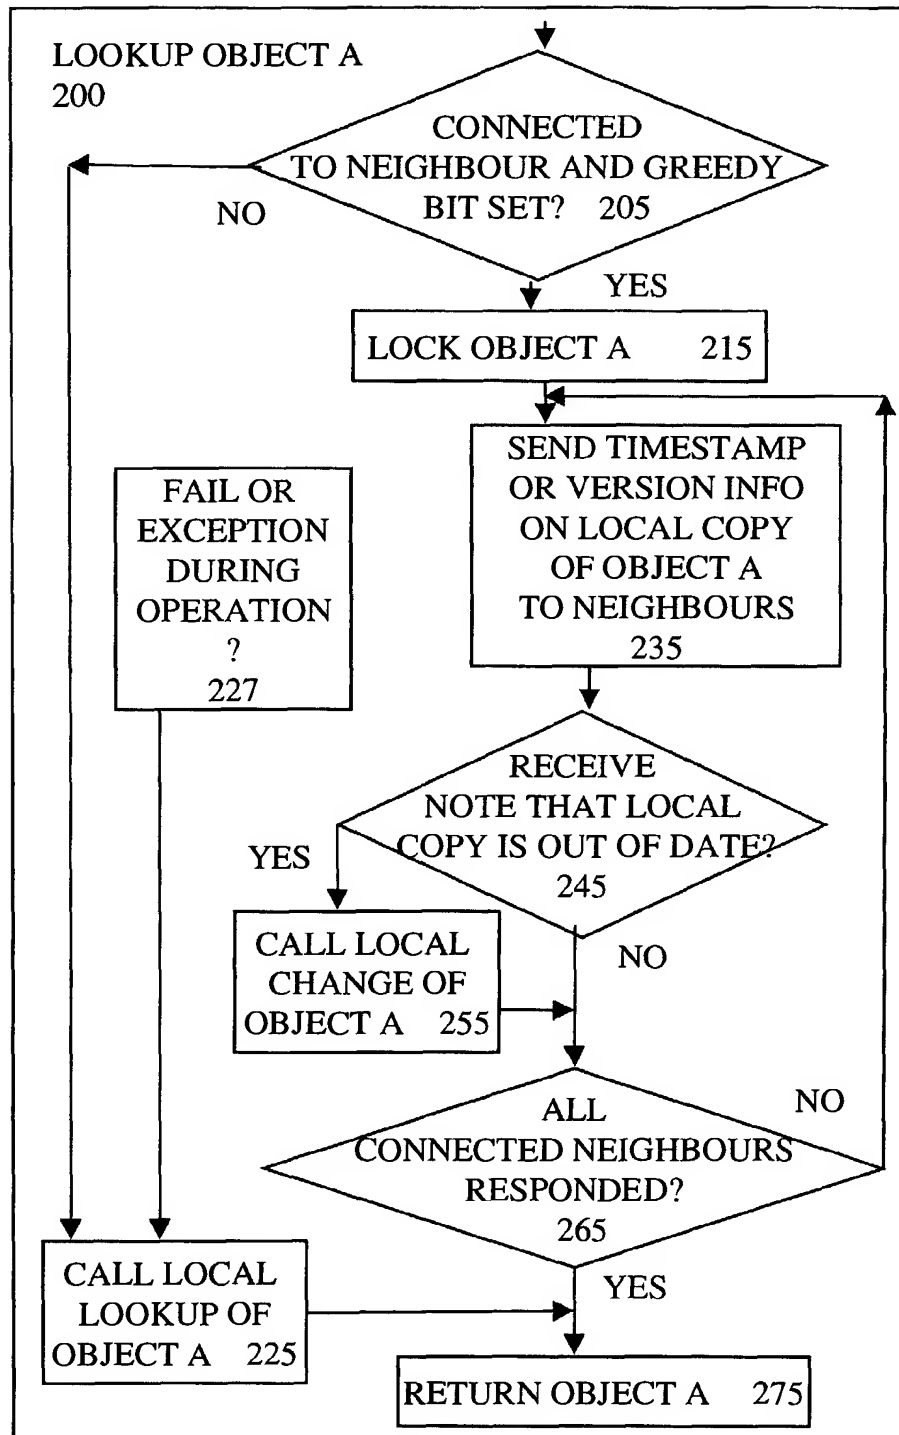 LOOKUP OBJECT A
200
CONNECTED
TO NEIGHBOUR AND GREEDY
BIT SET? 205
NO
YES
LOCK OBJECT A 215
SEND TIMESTAMP
OR VERSION INFO
ON LOCAL COPY
OF OBJECT A
TO NEIGHBOURS
235
FAIL OR
EXCEPTION
DURING
OPERATION
?
227
RECEIVE
NOTE THAT LOCAL
COPY IS OUT OF DATE?
245
YES
NO
CALL LOCAL
CHANGE OF
OBJECT A 255
ALL
CONNECTED NEIGHBOURS
RESPONDED?
265
NO
YES
CALL LOCAL
LOOKUP OF
OBJECT A 225
RETURN OBJECT A 275